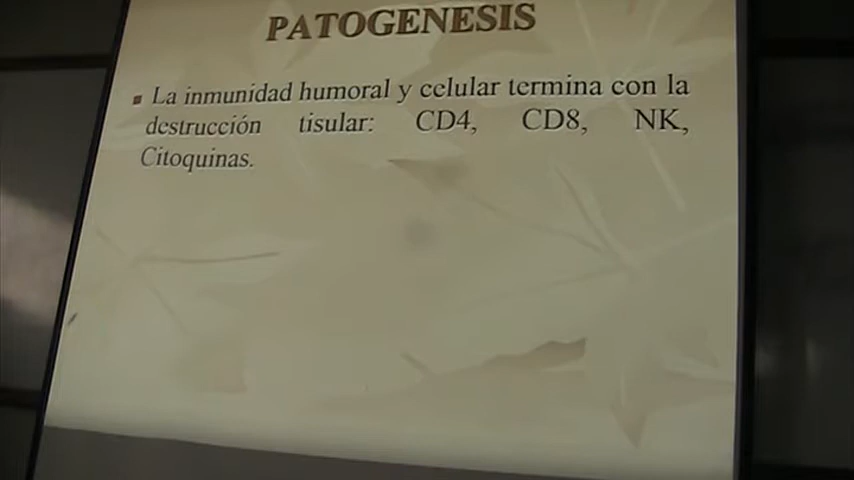 PATOGENESIS
La inmunidad humoral y celular termina con la
destrucción tisular: CD4, CD8, NK,
Citoquinas.